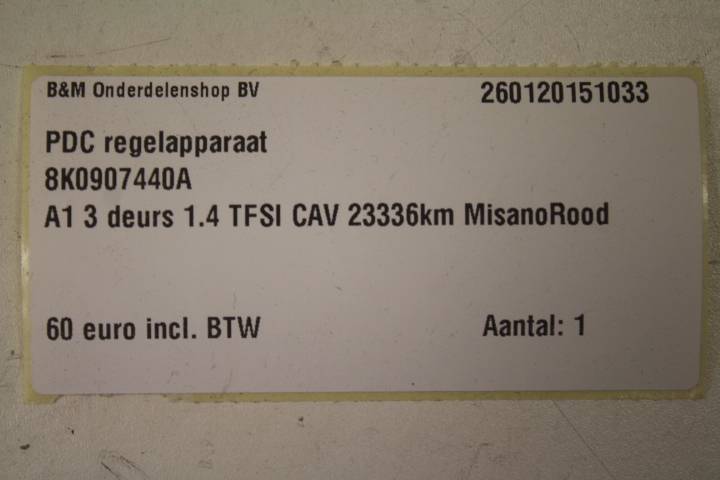 B&M Onderdelenshop BV 260120151033
PDC regelapparaat
8K0907440A
A1 3 deurs 1.4 TFSI CAV 23336km MisanoRood
60 euro incl. BTW Aantal: 1